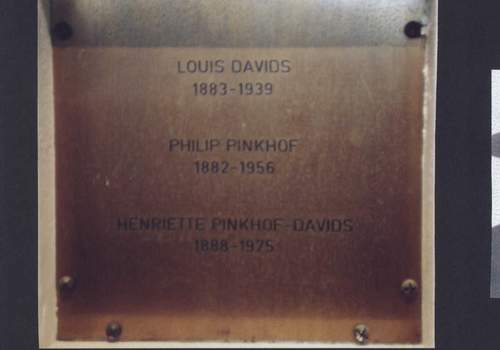 LOUIS DAVIDS
1883-1939
PHILIP PINKHOF
1882-1956
HENRIETTE PINKHOF-DAVIDS
1888-1975